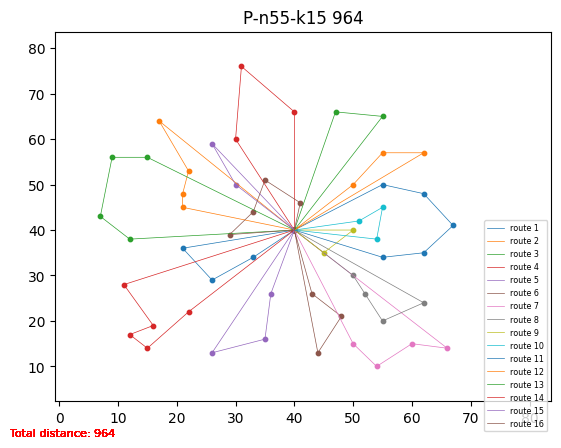 P-n55-k15 964
80
70
60
50
40
30
20
10
0
10
20
30
40
50
60
70
80
route 1
route 2
route 3
route 4
route 5
route 6
route 7
route 8
route 9
route 10
route 11
route 12
route 13
route 14
route 15
route 16
Total distance: 964